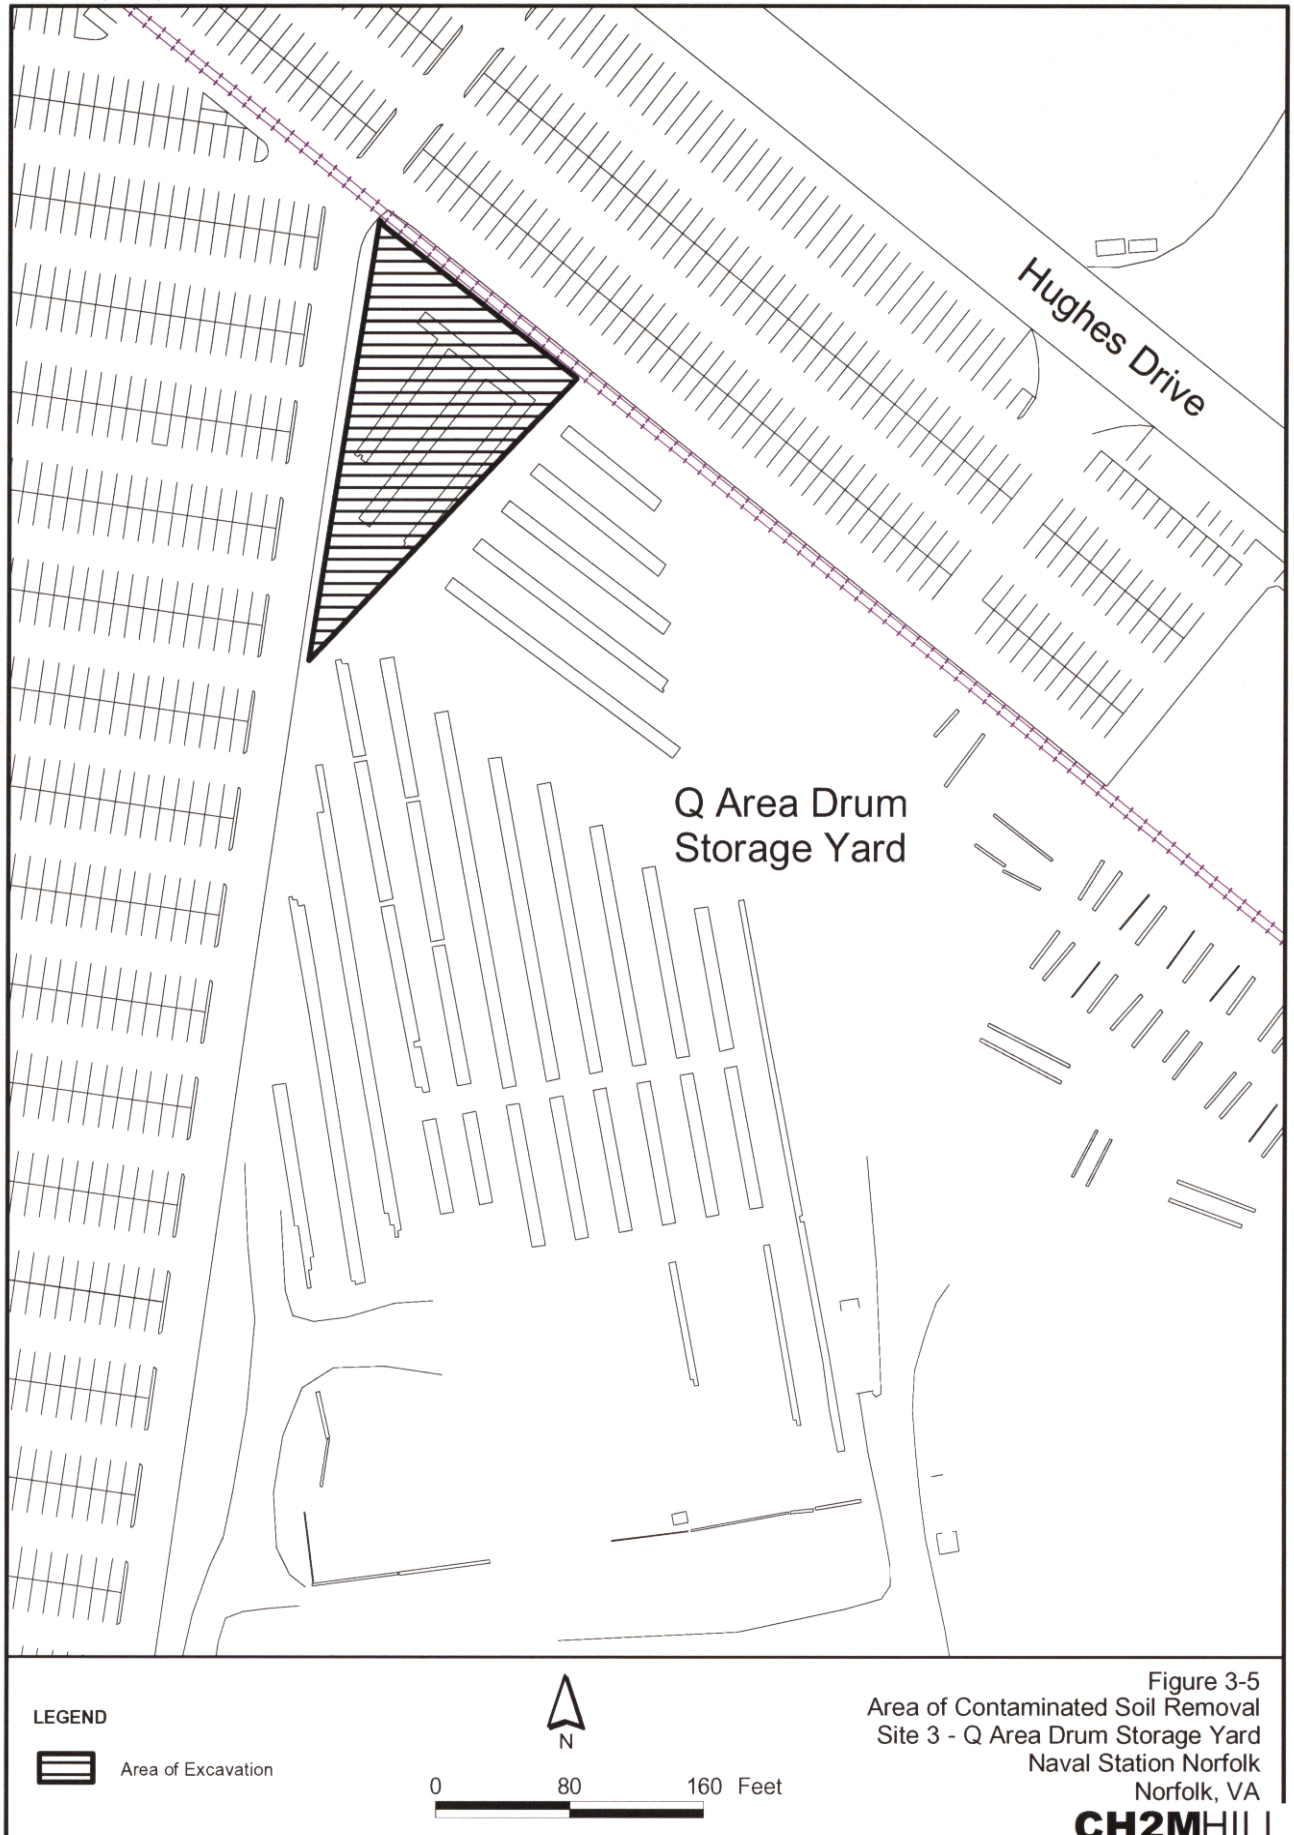 Hughes Drive
Q Area Drum
Storage Yard
LEGEND
Area of Excavation
N
0 80 160 Feet
Figure 3-5
Area of Contaminated Soil Removal
Site 3 - Q Area Drum Storage Yard
Naval Station Norfolk
Norfolk, VA
CH2MHILL